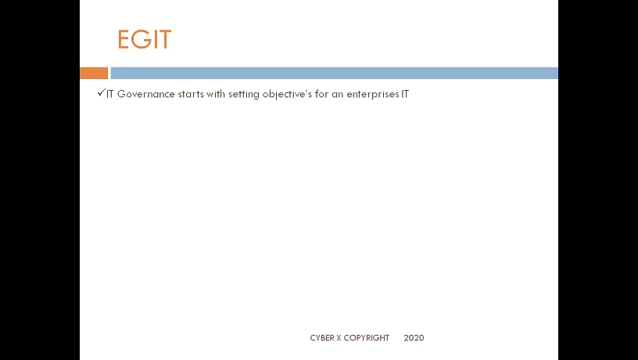 EGIT
✓IT Governance starts with setting objective's for an enterprises IT
CYBER X COPYRIGHT 2020